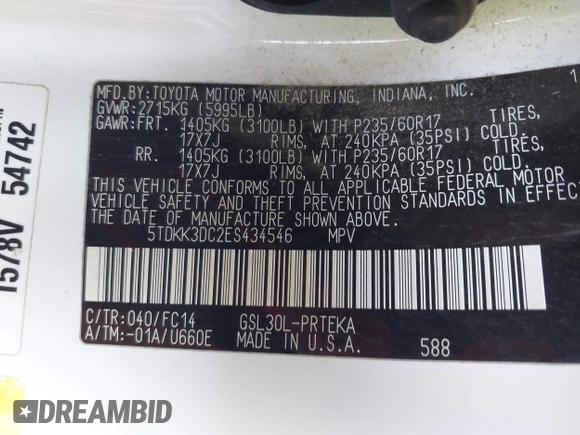 MFD.BY:TOYOTA MOTOR MANUFACTURING, INDIANA, INC.
GVWR:2715KG (5995LB)
GAWR:FRT. 1405KG (3100LB) WITH P235/60R17 TIRES,
17X7J RIMS, AT 240KPA (35PSI) COLD.
RR. 1405KG (3100LB) WITH P235/60R17 TIRES,
17X7J RIMS, AT 240KPA (35PSI) COLD.
THIS VEHICLE CONFORMS TO ALL APPLICABLE FEDERAL MOTOR
VEHICLE SAFETY AND THEFT PREVENTION STANDARDS IN EFFECT
ON THE DATE OF MANUFACTURE SHOWN ABOVE.
5TDKK3DC2ES434546 MPV
C/TR:040/FC14 GSL30L-PRTEKA
A/TM:-01A/U660E MADE IN U.S.A.
588
1578V 54742
DREAMBID